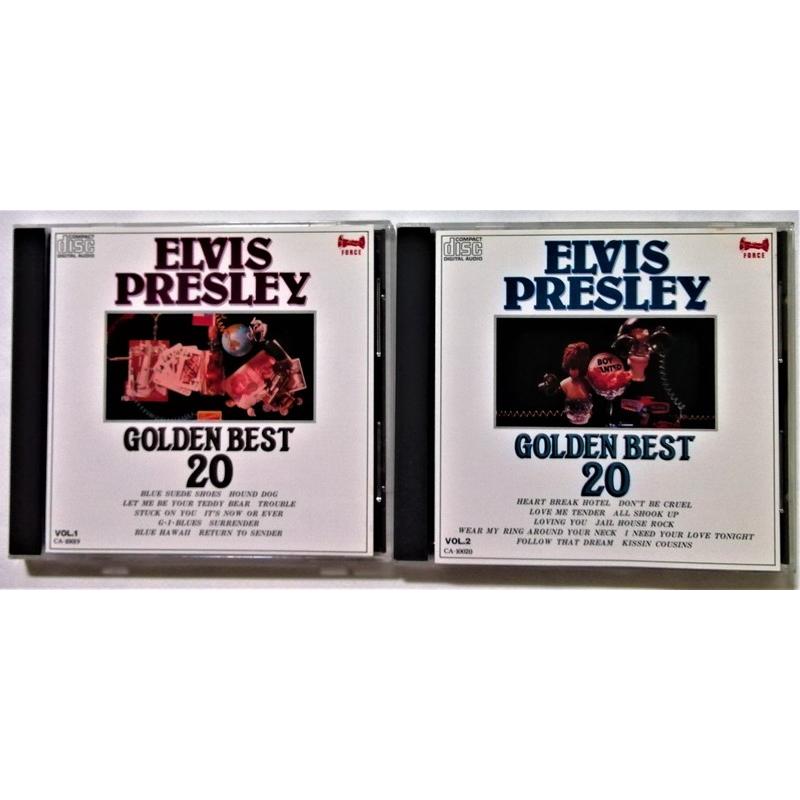 COMPACT
disc
DIGITAL AUDIO
FORCE
ELVIS
PRESLEY
GOLDEN BEST
20
BLUE SUEDE SHOES HOUND DOG
LET ME BE YOUR TEDDY BEAR TROUBLE
STUCK ON YOU IT'S NOW OR EVER
G·I·BLUES SURRENDER
BLUE HAWAII RETURN TO SENDER
VOL.1
CA-10019
COMPACT
disc
DIGITAL AUDIO
FORCE
ELVIS
PRESLEY
BOY
WANTED
GOLDEN BEST
20
HEART BREAK HOTEL DON'T BE CRUEL
LOVE ME TENDER ALL SHOOK UP
LOVING YOU JAIL HOUSE ROCK
WEAR MY RING AROUND YOUR NECK I NEED YOUR LOVE TONIGHT
FOLLOW THAT DREAM KISSIN COUSINS
VOL.2
CA-10020